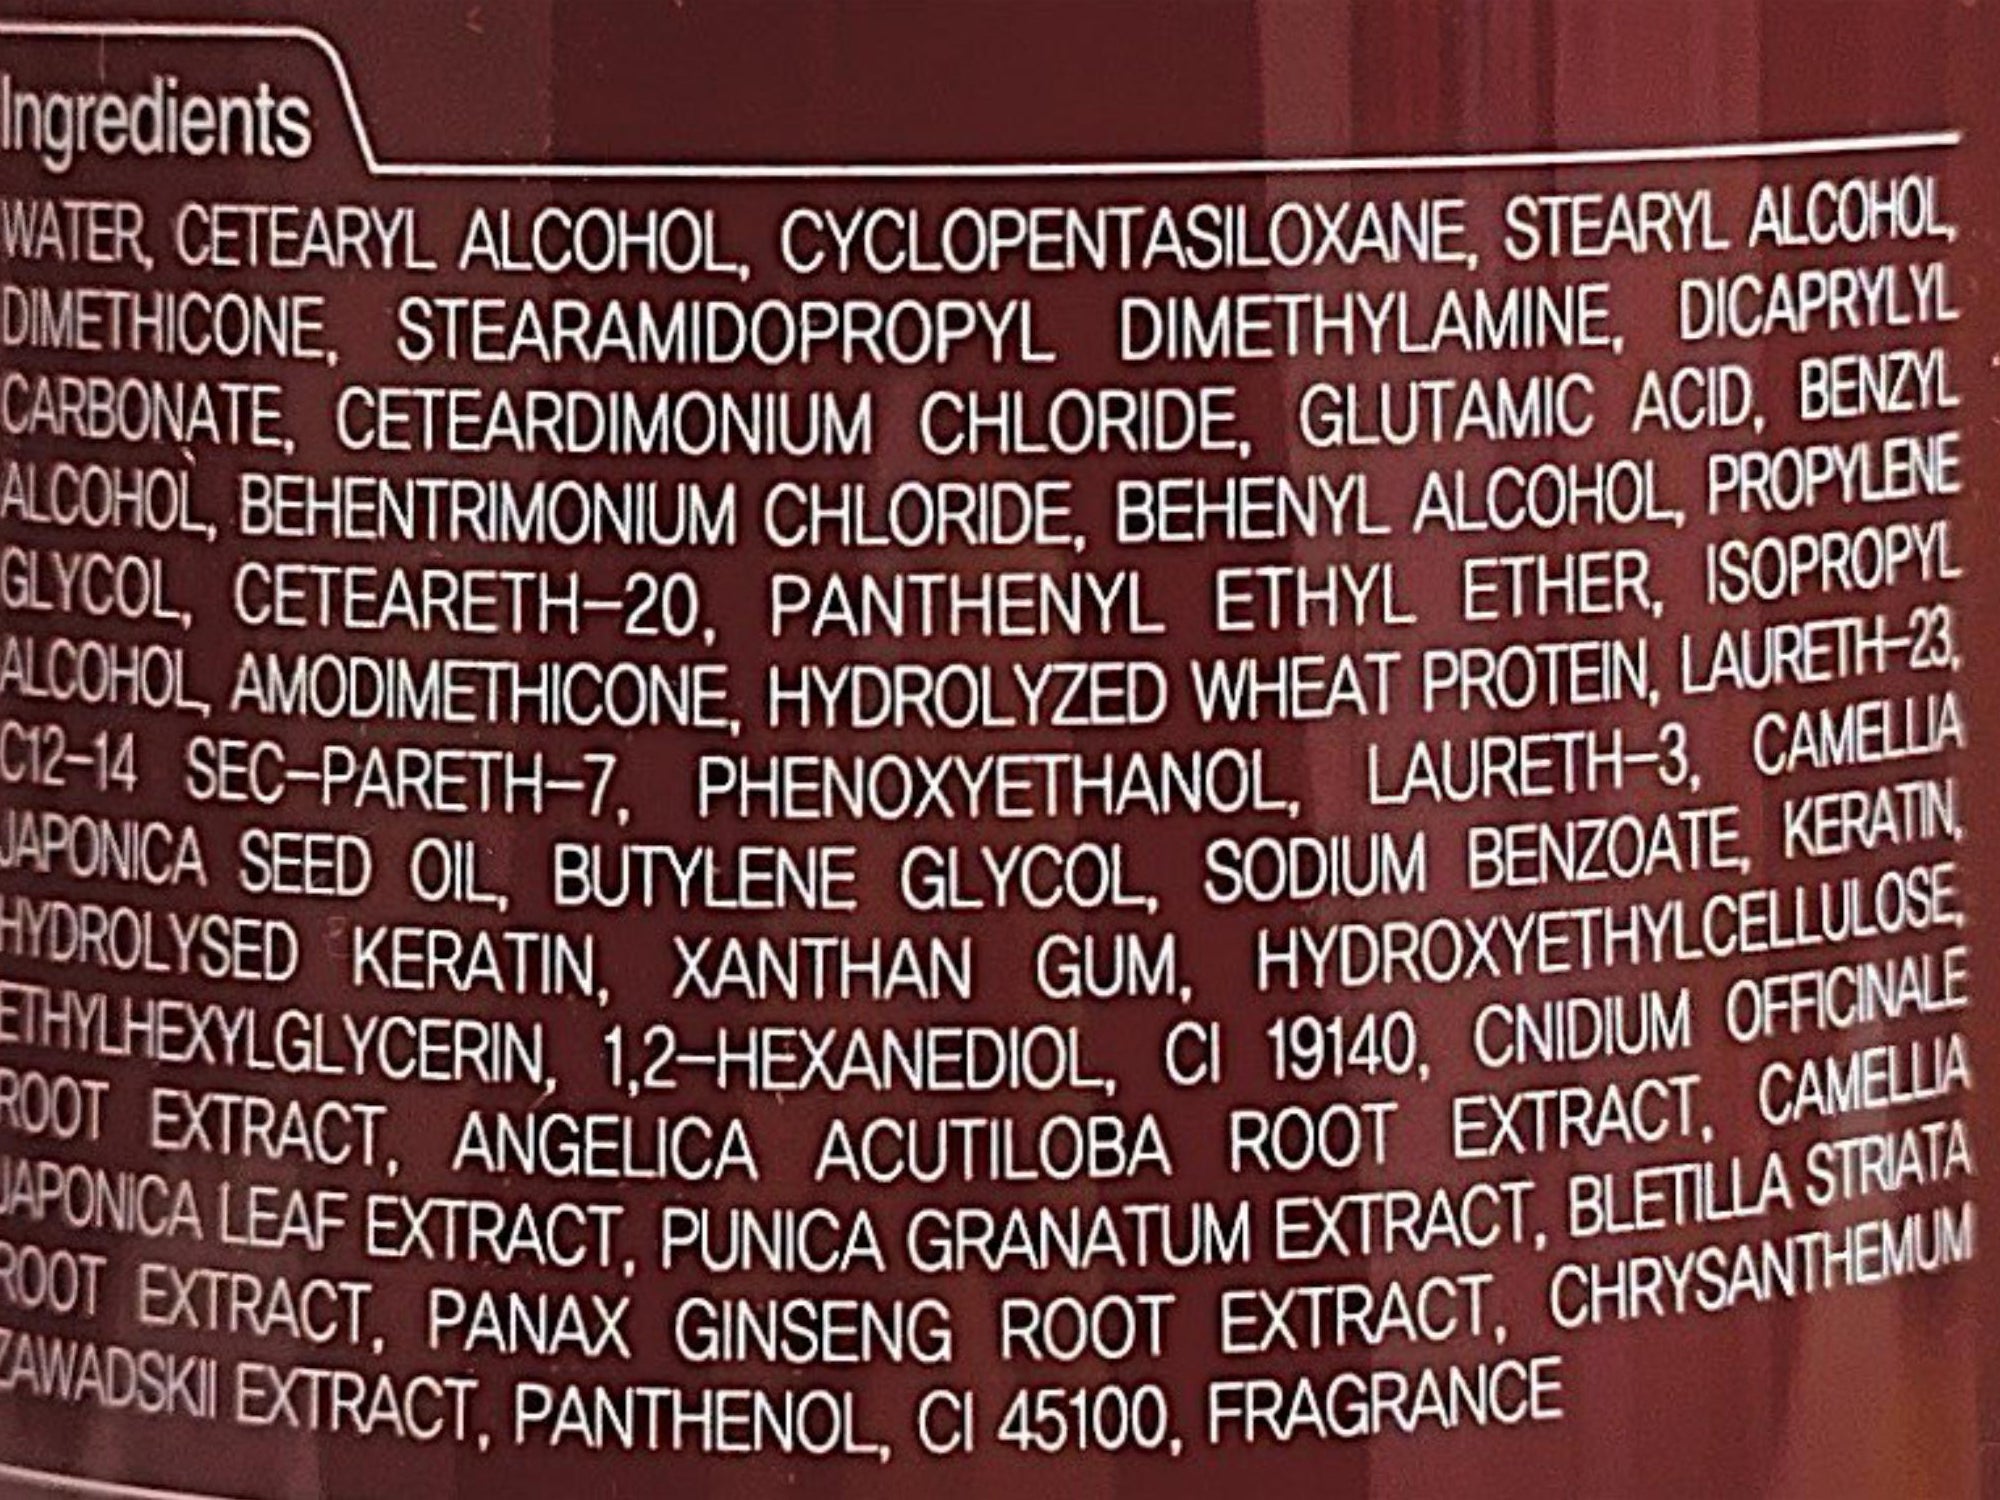 Ingredients
WATER, CETEARYL ALCOHOL, CYCLOPENTASILOXANE, STEARYL ALCOHOL,
DIMETHICONE, STEARAMIDOPROPYL DIMETHYLAMINE, DICAPRYLYL
CARBONATE, CETEARDIMONIUM CHLORIDE, GLUTAMIC ACID, BENZYL
ALCOHOL, BEHENTRIMONIUM CHLORIDE, BEHENYL ALCOHOL, PROPYLENE
GLYCOL, CETEARETH-20, PANTHENYL ETHYL ETHER, ISOPROPYL
ALCOHOL, AMODIMETHICONE, HYDROLYZED WHEAT PROTEIN, LAURETH-23,
C12-14 SEC-PARETH-7, PHENOXYETHANOL, LAURETH-3, CAMELLIA
JAPONICA SEED OIL, BUTYLENE GLYCOL, SODIUM BENZOATE, KERATIN,
HYDROLYSED KERATIN, XANTHAN GUM, HYDROXYETHYLCELLULOSE,
ETHYLHEXYLGLYCERIN, 1,2-HEXANEDIOL, CI 19140, CNIDIUM OFFICINALE
ROOT EXTRACT, ANGELICA ACUTILOBA ROOT EXTRACT, CAMELLIA
JAPONICA LEAF EXTRACT, PUNICA GRANATUM EXTRACT, BLETILLA STRIATA
ROOT EXTRACT, PANAX GINSENG ROOT EXTRACT, CHRYSANTHEMUM
ZAWADSKII EXTRACT, PANTHENOL, CI 45100, FRAGRANCE